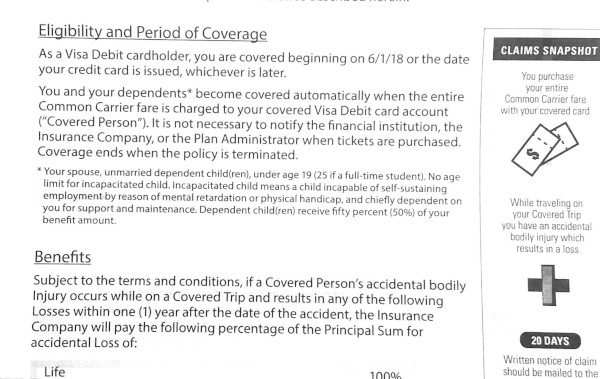 Eligibility and Period of Coverage
As a Visa Debit cardholder, you are covered beginning on 6/1/18 or the date
your credit card is issued, whichever is later.
You and your dependents* become covered automatically when the entire
Common Carrier fare is charged to your covered Visa Debit card account
("Covered Person"). It is not necessary to notify the financial institution, the
Insurance Company, or the Plan Administrator when tickets are purchased.
Coverage ends when the policy is terminated.
* Your spouse, unmarried dependent child(ren), under age 19 (25 if a full-time student). No age
limit for incapacitated child. Incapacitated child means a child incapable of self-sustaining
employment by reason of mental retardation or physical handicap, and chiefly dependent on
you for support and maintenance. Dependent child(ren) receive fifty percent (50%) of your
benefit amount.
Benefits
Subject to the terms and conditions, if a Covered Person's accidental bodily
Injury occurs while on a Covered Trip and results in any of the following
Losses within one (1) year after the date of the accident, the Insurance
Company will pay the following percentage of the Principal Sum for
accidental Loss of:
Life 100%
CLAIMS SNAPSHOT
You purchase
your entire
Common Carrier fare
with your covered card
$
While traveling on
your Covered Trip
you have an accidental
bodily injury which
results in a loss
20 DAYS
Written notice of claim
should be mailed to the